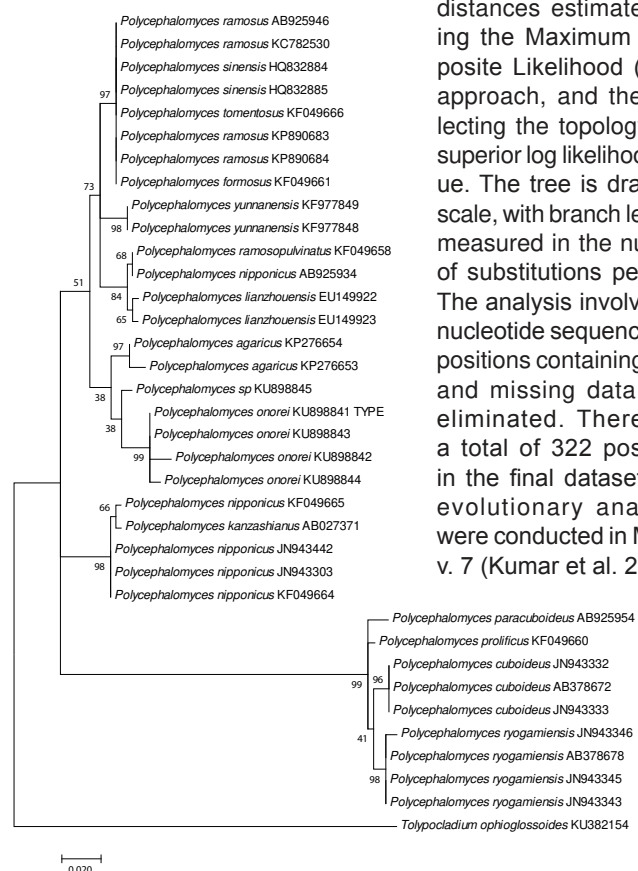 Polycephalomyces ramosus AB925946
Polycephalomyces ramosus KC782530
Polycephalomyces sinensis HQ832884
Polycephalomyces sinensis HQ832885
97
Polycephalomyces tomentosus KF049666
Polycephalomyces ramosus KP890683
Polycephalomyces ramosus KP890684
Polycephalomyces formosus KF049661
73
Polycephalomyces yunnanensis KF977849
98
Polycephalomyces yunnanensis KF977848
68
Polycephalomyces ramosopulvinatus KF049658
Polycephalomyces nipponicus AB925934
51
84
Polycephalomyces lianzhouensis EU149922
65
Polycephalomyces lianzhouensis EU149923
97
Polycephalomyces agaricus KP276654
Polycephalomyces agaricus KP276653
38
Polycephalomyces sp KU898845
Polycephalomyces onorei KU898841 TYPE
38
Polycephalomyces onorei KU898843
99
Polycephalomyces onorei KU898842
Polycephalomyces onorei KU898844
66
Polycephalomyces nipponicus KF049665
Polycephalomyces kanzashianus AB027371
Polycephalomyces nipponicus JN943442
98
Polycephalomyces nipponicus JN943303
Polycephalomyces nipponicus KF049664
Polycephalomyces paracuboideus AB925954
Polycephalomyces prolificus KF049660
Polycephalomyces cuboideus JN943332
99
96
Polycephalomyces cuboideus AB378672
Polycephalomyces cuboideus JN943333
41
Polycephalomyces ryogamiensis JN943346
Polycephalomyces ryogamiensis AB378678
98
Polycephalomyces ryogamiensis JN943345
Polycephalomyces ryogamiensis JN943343
Tolypocladium ophioglossoides KU382154
0.020
distances estimate
ing the Maximum
posite Likelihood (
approach, and the
lecting the topology
superior log likelihoo
ue. The tree is dra
scale, with branch le
measured in the nu
of substitutions pe
The analysis involv
nucleotide sequenc
positions containing
and missing data
eliminated. There
a total of 322 pos
in the final dataset
evolutionary ana
were conducted in M
v. 7 (Kumar et al. 2